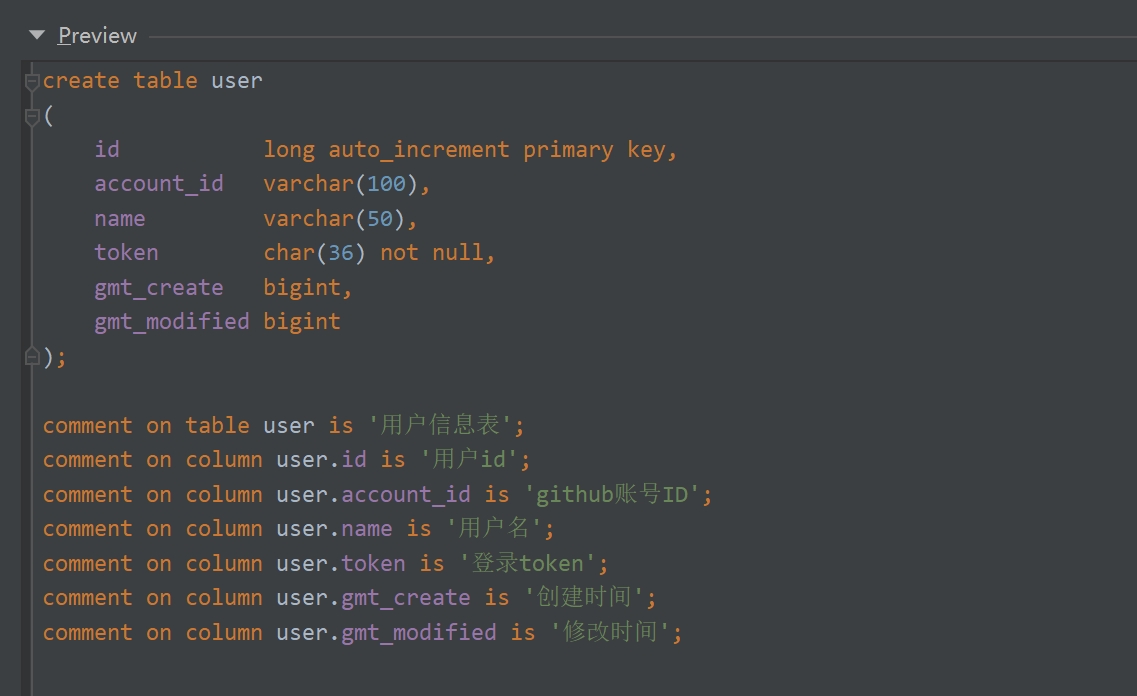 Preview
create table user
(
    id           long auto_increment primary key,
    account_id   varchar(100),
    name         varchar(50),
    token        char(36) not null,
    gmt_create   bigint,
    gmt_modified bigint
);
comment on table user is '用户信息表';
comment on column user.id is '用户id';
comment on column user.account_id is 'github账号ID';
comment on column user.name is '用户名';
comment on column user.token is '登录token';
comment on column user.gmt_create is '创建时间';
comment on column user.gmt_modified is '修改时间';